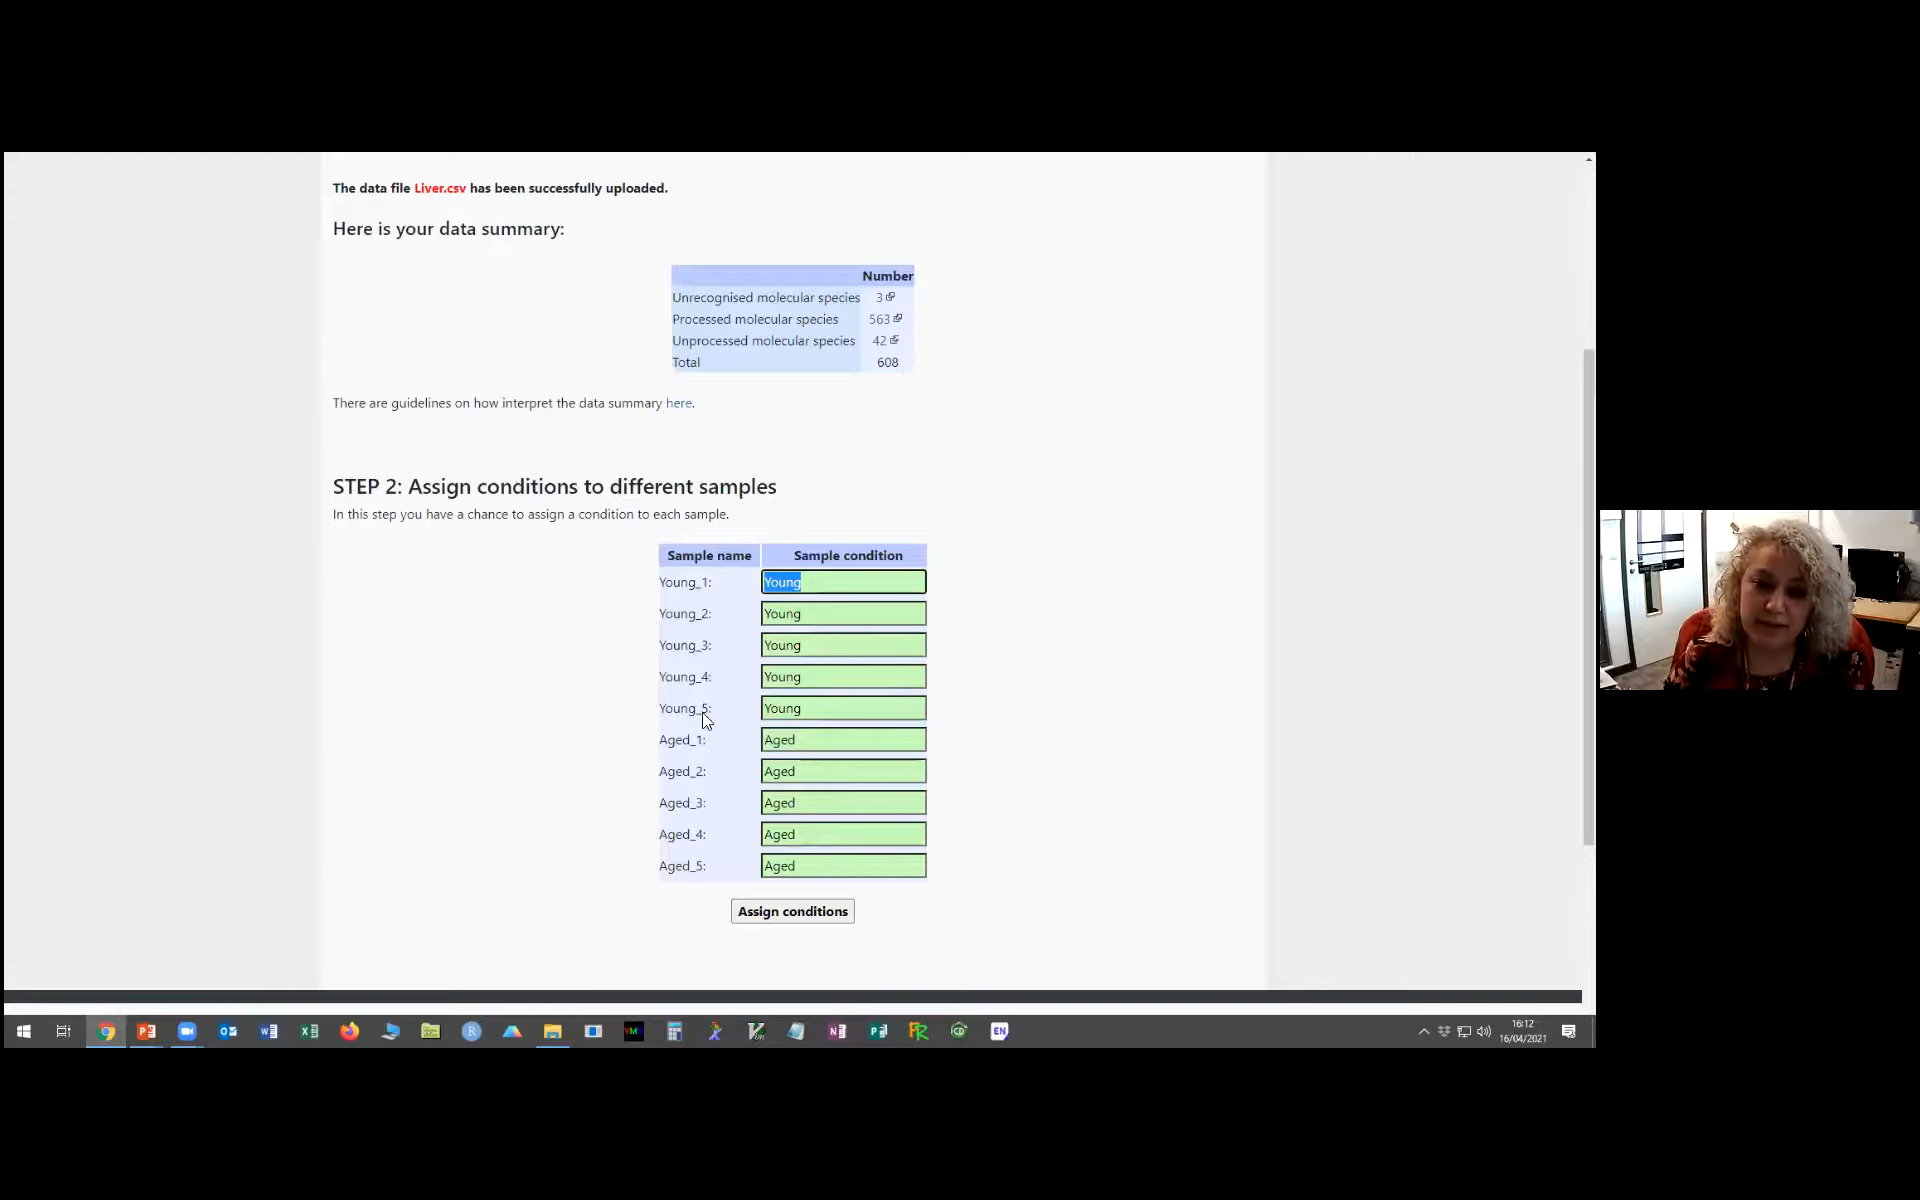 The data file Liver.csv has been successfully uploaded.
Here is your data summary:
Number
Unrecognised molecular species 3
Processed molecular species 563
Unprocessed molecular species 42
Total 608
There are guidelines on how interpret the data summary here.
STEP 2: Assign conditions to different samples
In this step you have a chance to assign a condition to each sample.
Sample name Sample condition
Young_1: Young
Young_2: Young
Young_3: Young
Young_4: Young
Young_5: Young
Aged_1: Aged
Aged_2: Aged
Aged_3: Aged
Aged_4: Aged
Aged_5: Aged
Assign conditions
16:12
16/04/2021
EN